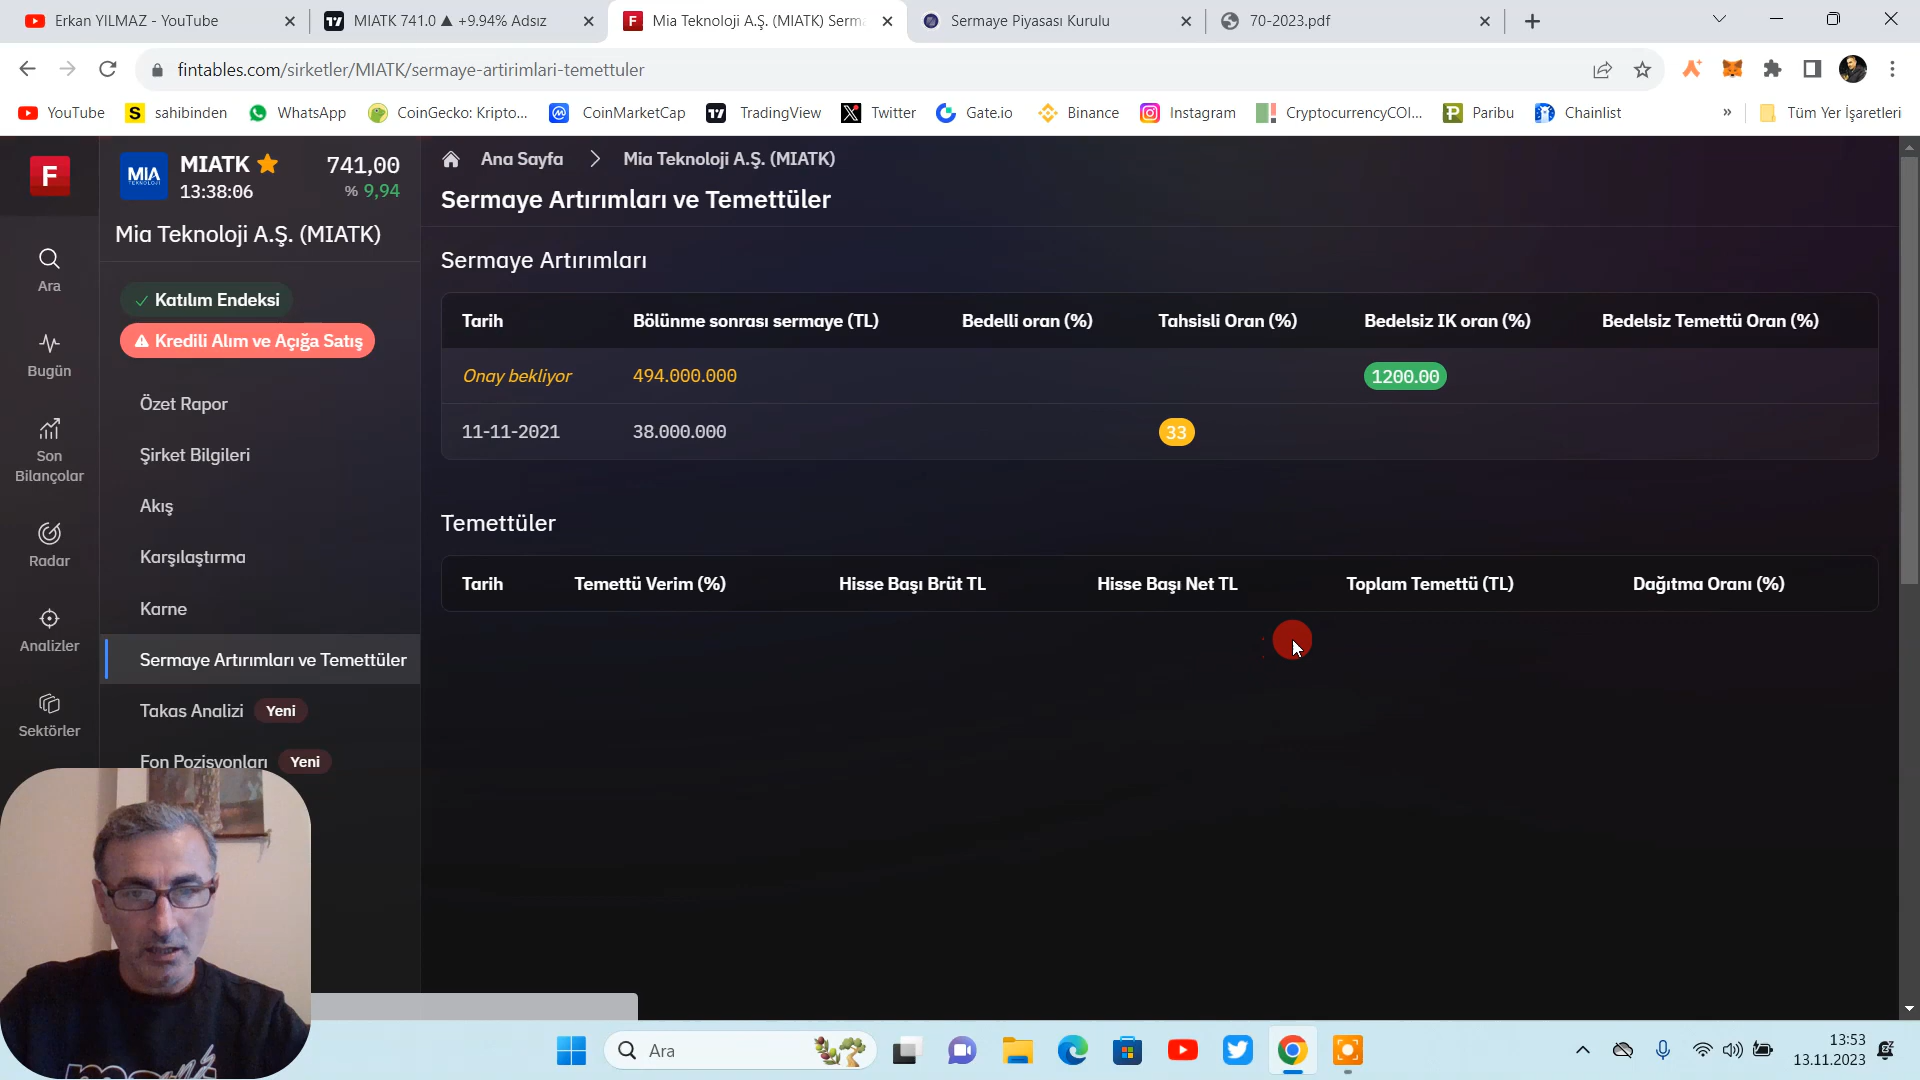 Erkan YILMAZ - YouTube
MIATK 741.0 ▲ +9.94% Adsız
Mia Teknoloji A.Ş. (MIATK) Serm
Sermaye Piyasası Kurulu
70-2023.pdf
fintables.com/sirketler/MIATK/sermaye-artirimlari-temettuler
YouTube
sahibinden
WhatsApp
CoinGecko: Kripto...
CoinMarketCap
TradingView
Twitter
Gate.io
Binance
Instagram
CryptocurrencyCOI...
Paribu
Chainlist
»
Tüm Yer İşaretleri
F
MIA
TEKNOLOJİ
MIATK
741,00
13:38:06
% 9,94
Mia Teknoloji A.Ş. (MIATK)
Ana Sayfa
Mia Teknoloji A.Ş. (MIATK)
Sermaye Artırımları ve Temettüler
Ara
Bugün
Son
Bilançolar
Radar
Analizler
Sektörler
Katılım Endeksi
Kredili Alım ve Açığa Satış
Özet Rapor
Şirket Bilgileri
Akış
Karşılaştırma
Karne
Sermaye Artırımları ve Temettüler
Takas Analizi Yeni
Fon Pozisyonları Yeni
Sermaye Artırımları
Tarih Bölünme sonrası sermaye (TL) Bedelli oran (%) Tahsisli Oran (%) Bedelsiz IK oran (%) Bedelsiz Temettü Oran (%)
Onay bekliyor 494.000.000 1200.00
11-11-2021 38.000.000 33
Temettüler
Tarih Temettü Verim (%) Hisse Başı Brüt TL Hisse Başı Net TL Toplam Temettü (TL) Dağıtma Oranı (%)
Ara
13:53
13.11.2023